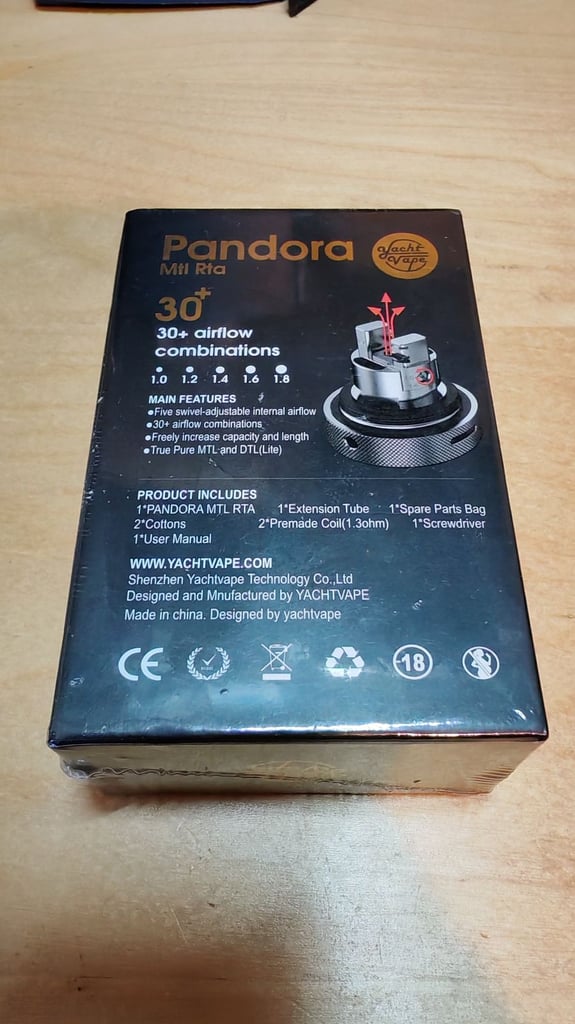 Pandora
Yacht
Vape
Mtl Rta
30+
30+ airflow
combinations
1.0 1.2 1.4 1.6 1.8
MAIN FEATURES
●Five swivel-adjustable internal airflow
●30+ airflow combinations
●Freely increase capacity and length
●True Pure MTL and DTL(Lite)
PRODUCT INCLUDES
1*PANDORA MTL RTA 1*Extension Tube 1*Spare Parts Bag
2*Cottons 2*Premade Coil(1.3ohm) 1*Screwdriver
1*User Manual
WWW.YACHTVAPE.COM
Shenzhen Yachtvape Technology Co.,Ltd
Designed and Mnufactured by YACHTVAPE
Made in china. Designed by yachtvape
CE
-18